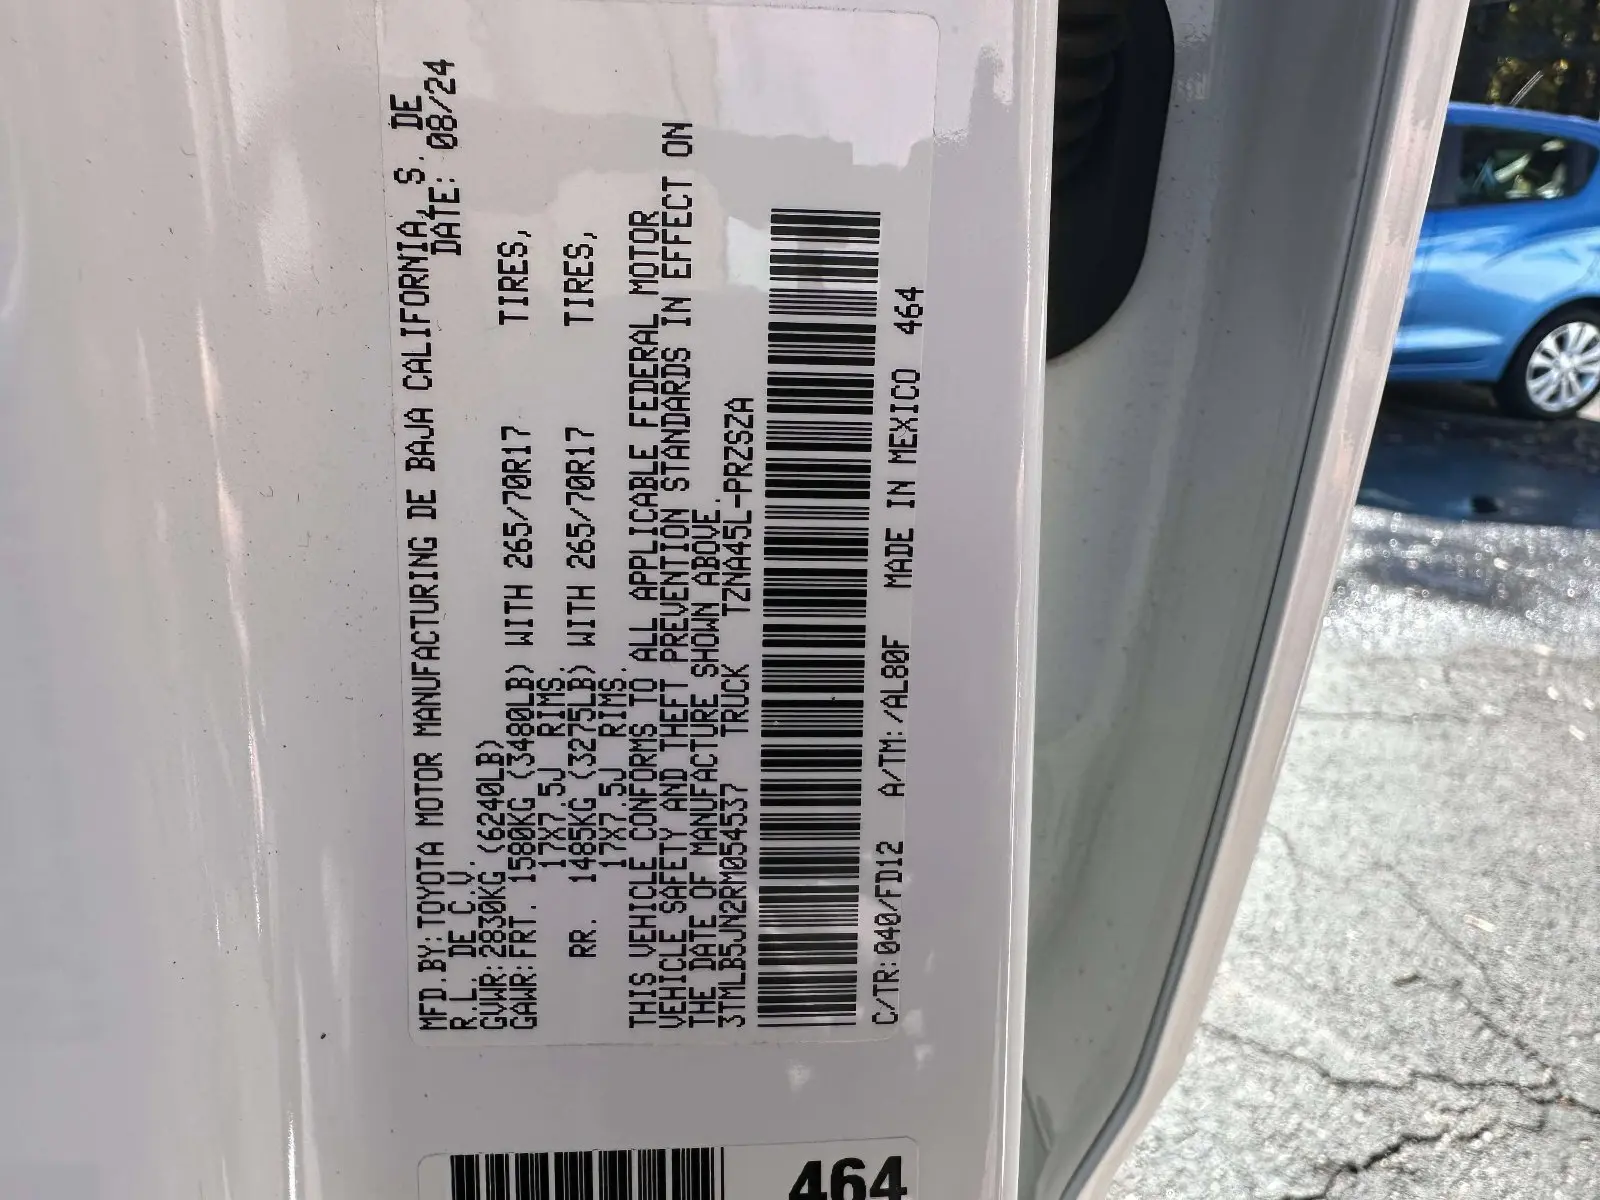 MFD.BY:TOYOTA MOTOR MANUFACTURING DE BAJA CALIFORNIA, S. DE
R.L. DE C.V. DATE: 08/24
GVWR:2830KG (6240LB)
GAWR:FRT. 1580KG (3480LB) WITH 265/70R17 TIRES,
17X7.5J RIMS.
RR. 1485KG (3275LB) WITH 265/70R17 TIRES,
17X7.5J RIMS.
THIS VEHICLE CONFORMS TO ALL APPLICABLE FEDERAL MOTOR
VEHICLE SAFETY AND THEFT PREVENTION STANDARDS IN EFFECT ON
THE DATE OF MANUFACTURE SHOWN ABOVE.
3TMLB5JN2RM054537 TRUCK TZNA45L-PRZSZA
C/TR:040/FD12 A/TM:/AL80F MADE IN MEXICO 464
464